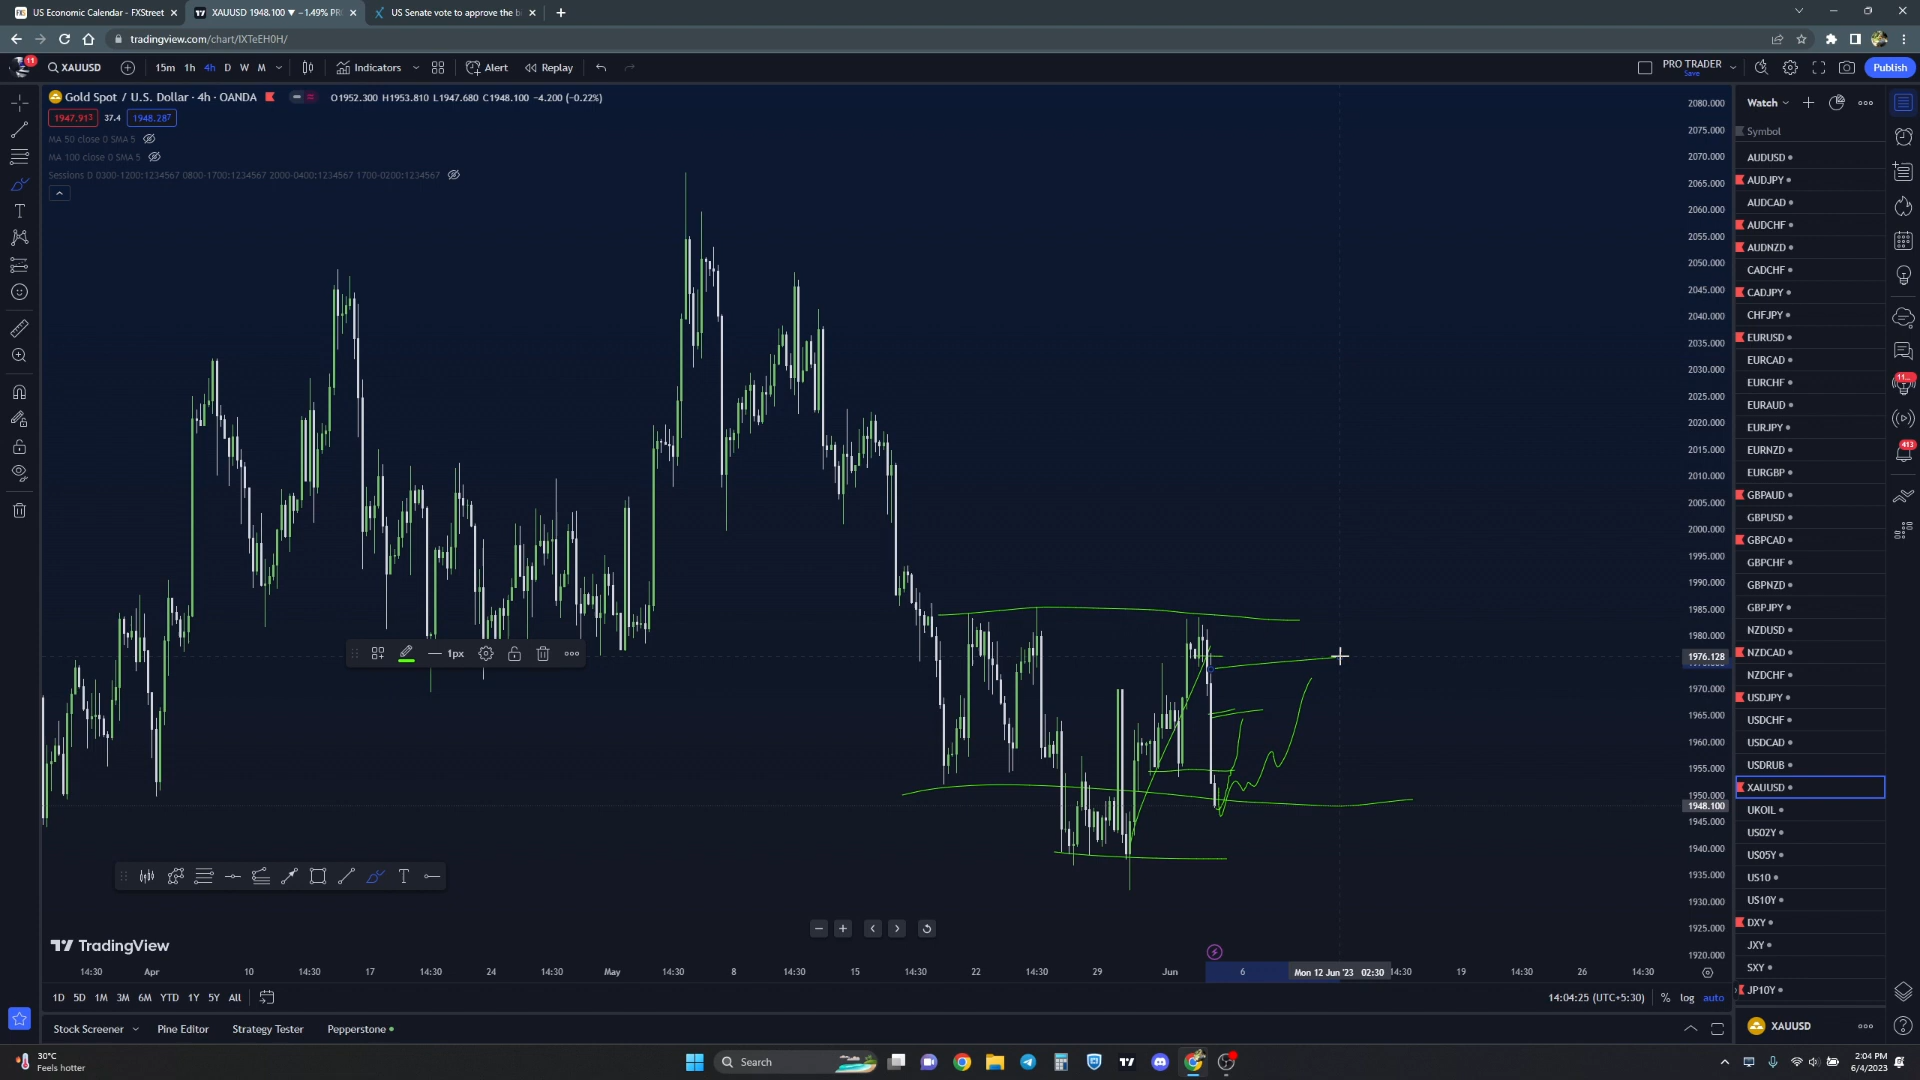 US Economic Calendar - FXStreet
XAUUSD 1948.100 ▼ −1.49% PR
US Senate vote to approve the b
tradingview.com/chart/lXTeEH0H/
11
XAUUSD
15m 1h 4h D W M
Indicators
Alert
Replay
PRO TRADER
Save
Publish
Gold Spot / U.S. Dollar · 4h · OANDA
O1952.300 H1953.810 L1947.680 C1948.100 −4.200 (−0.22%)
1947.913 37.4 1948.287
MA 50 close 0 SMA 5
MA 100 close 0 SMA 5
Sessions D 0300-1200:1234567 0800-1700:1234567 2000-0400:1234567 1700-0200:1234567
1px
2080.000
2075.000
2070.000
2065.000
2060.000
2055.000
2050.000
2045.000
2040.000
2035.000
2030.000
2025.000
2020.000
2015.000
2010.000
2005.000
2000.000
1995.000
1990.000
1985.000
1980.000
1976.128
1970.000
1965.000
1960.000
1955.000
1950.000
1948.100
1945.000
1940.000
1935.000
1930.000
1925.000
1920.000
Watch
Symbol
AUDUSD
AUDJPY
AUDCAD
AUDCHF
AUDNZD
CADCHF
CADJPY
CHFJPY
EURUSD
EURCAD
EURCHF
EURAUD
EURJPY
EURNZD
EURGBP
GBPAUD
GBPUSD
GBPCAD
GBPCHF
GBPNZD
GBPJPY
NZDUSD
NZDCAD
NZDCHF
USDJPY
USDCHF
USDCAD
USDRUB
XAUUSD
UKOIL
US02Y
US05Y
US10
US10Y
DXY
JXY
SXY
JP10Y
XAUUSD
11...
413
TradingView
14:30 Apr 10 14:30 17 14:30 24 14:30 May 14:30 8 14:30 15 14:30 22 14:30 29 Jun 6 Mon 12 Jun '23 02:30 14:30 19 14:30 26 14:30
1D 5D 1M 3M 6M YTD 1Y 5Y All
14:04:25 (UTC+5:30) % log auto
Stock Screener Pine Editor Strategy Tester Pepperstone
30°C
Feels hotter
Search
2:04 PM
6/4/2023